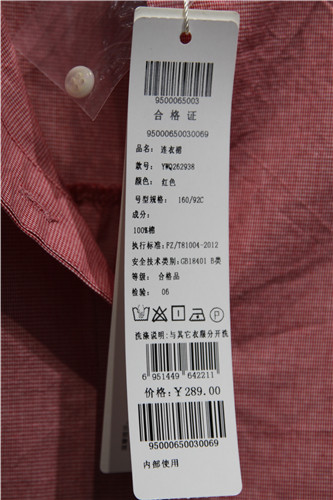 9500065003
合格证
95000650030069
品名: 连衣裙
款号: YWQ262938
颜色: 红色
号型规格: 160/92C
成分:
100%棉
执行标准: FZ/T81004-2012
安全技术类别: GB18401 B类
等级: 合格品
检验: 06
洗涤说明:与其它衣服分开洗
6 951449 642211
价格: ￥289.00
95000650030069
内部使用